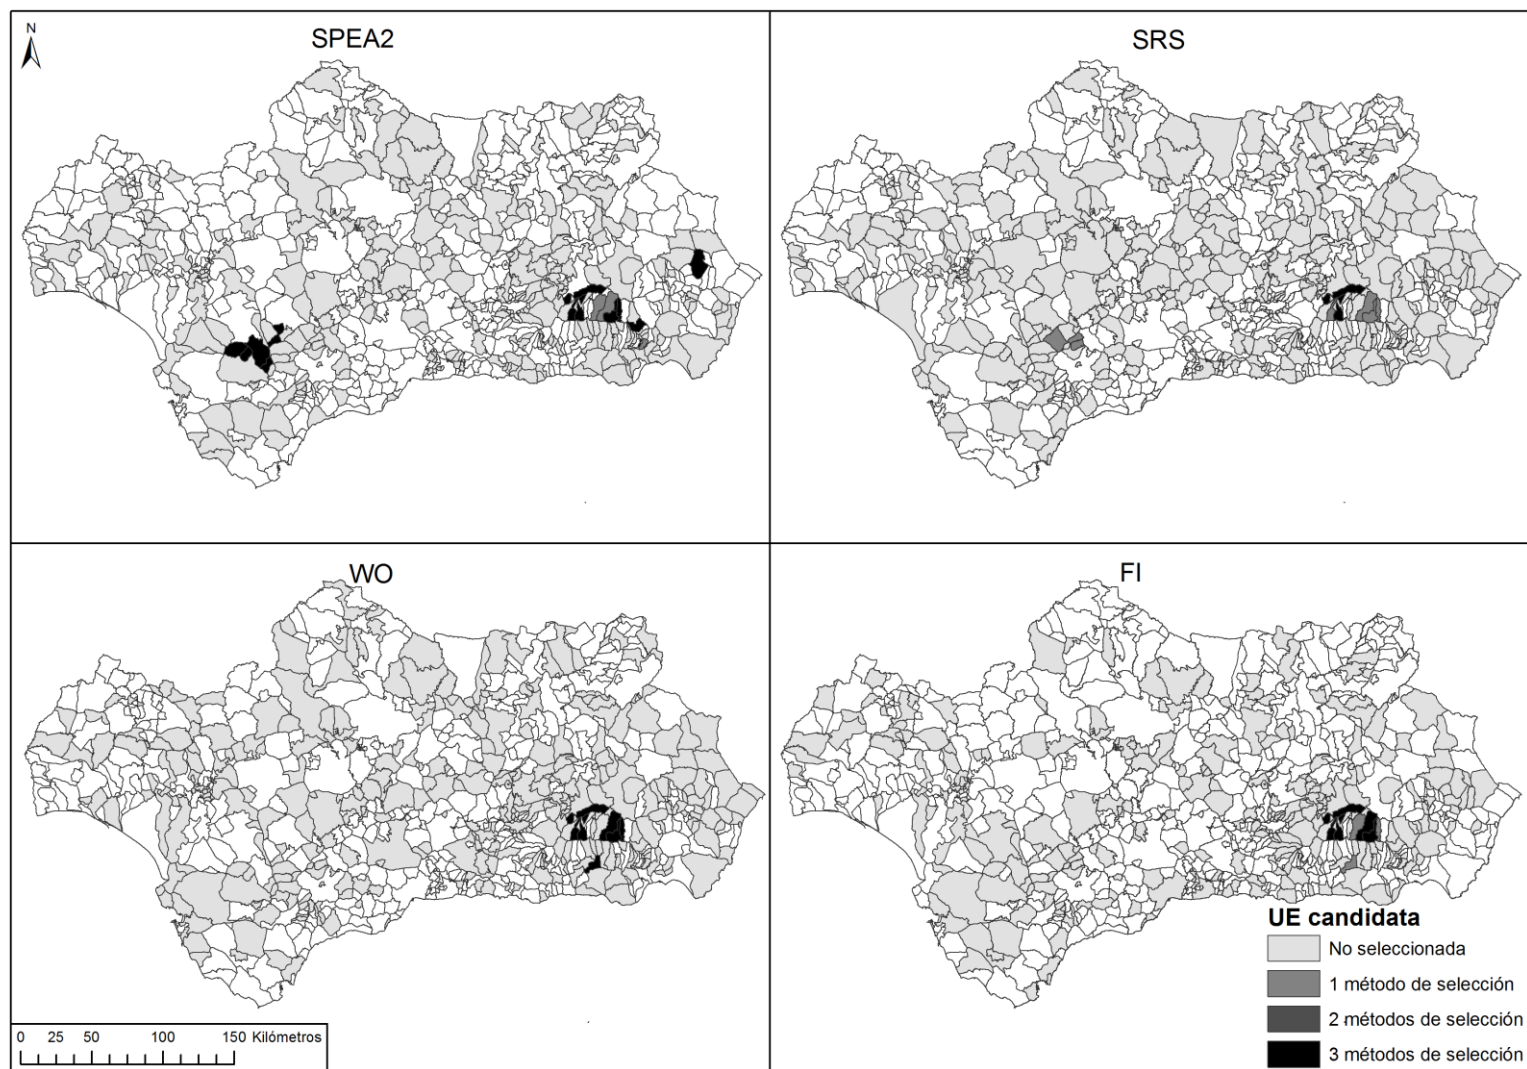 N
SPEA2
SRS
WO
FI
UE candidata
No seleccionada
1 método de selección
2 métodos de selección
3 métodos de selección
0 25 50 100 150 Kilómetros